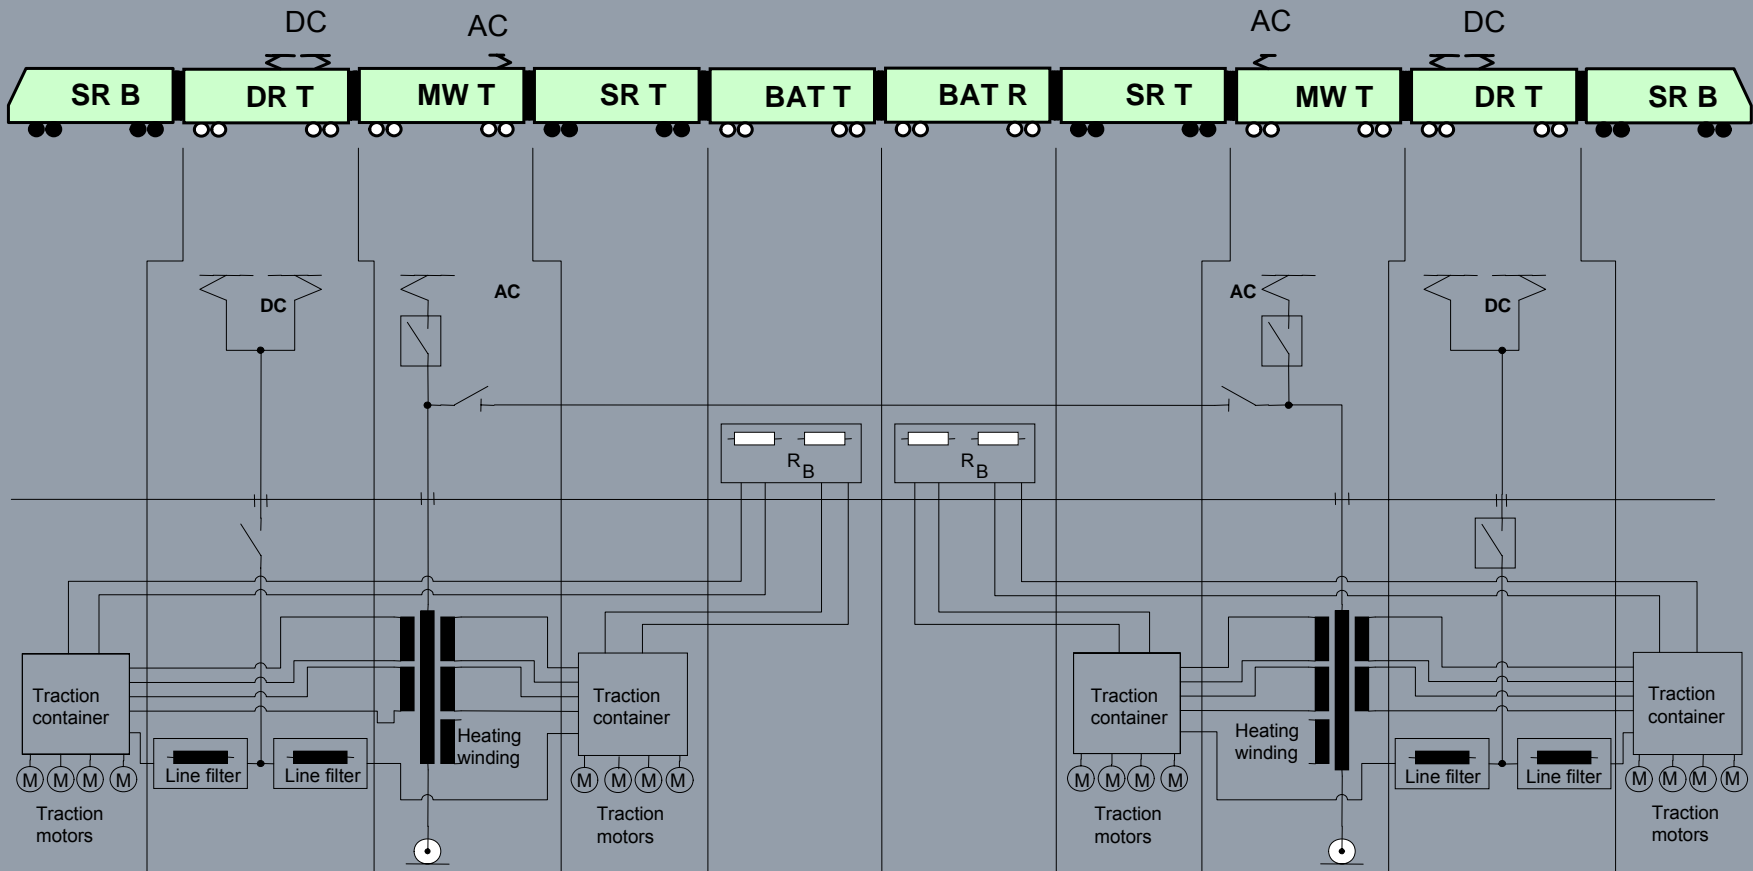 DC
AC
AC
DC
SR B
DR T
MW T
SR T
BAT T
BAT R
SR T
MW T
DR T
SR B
DC
AC
AC
DC
R B
R B
Traction
container
Heating
winding
Traction
container
Traction
container
Heating
winding
Traction
container
Line filter
Line filter
Line filter
Line filter
M M M M
M M M M
M M M M
M M M M
Traction
motors
Traction
motors
Traction
motors
Traction
motors